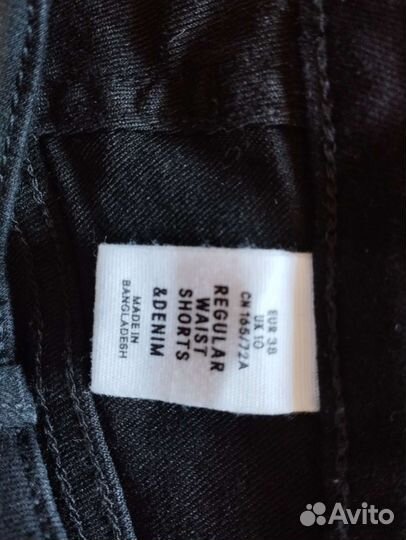 EUR 38
UK 10
CN 165/72A
REGULAR
WAIST
SHORTS
&DENIM
MADE IN
BANGLADESH
Avito